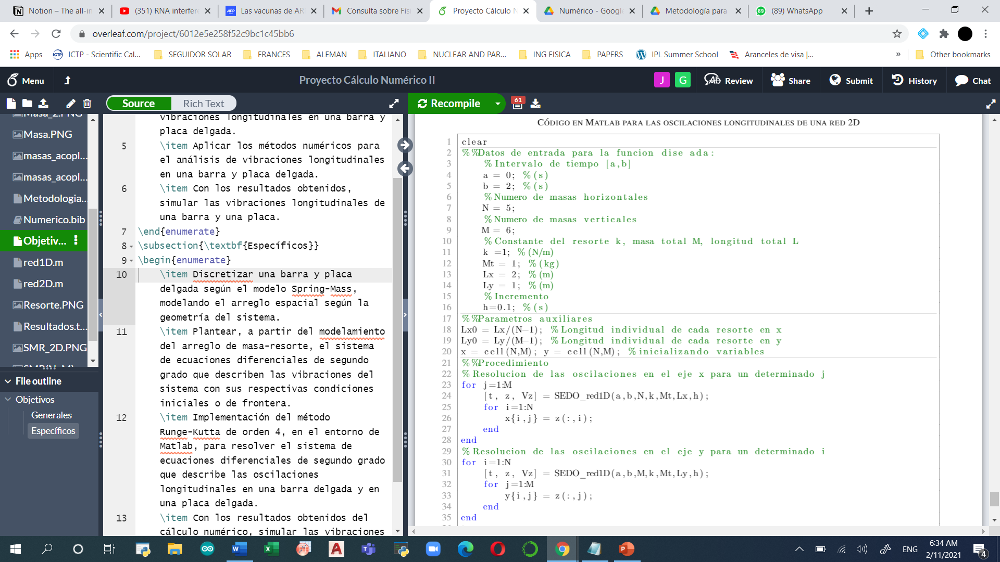 Notion – The all-in
(351) RNA interfere
Las vacunas de AR
Consulta sobre Fís
Proyecto Cálculo N
Numérico - Google
Metodología para
(89) WhatsApp
overleaf.com/project/6012e5e258f52c9bc1c45bb6
Apps
ICTP - Scientific Cal...
SEGUIDOR SOLAR
FRANCES
ALEMAN
ITALIANO
NUCLEAR AND PAR...
ING FISICA
PAPERS
IPL Summer School
Aranceles de visa |...
»
Other bookmarks
Menu
Proyecto Cálculo Numérico II
J
G
Review
Share
Submit
History
Chat
Source
Rich Text
Recompile
61
Masa_2.PNG
Masa.PNG
masas_acopl...
masas_acopl...
Metodologia...
Numerico.bib
Objetiv...
red1D.m
red2D.m
Resorte.PNG
Resultados.t...
SMR_2D.PNG
File outline
Objetivos
Generales
Específicos
vibraciones longitudinales en una barra y
placa delgada.
5 \item Aplicar los métodos numéricos para
el análisis de vibraciones longitudinales
en una barra y placa delgada.
6 \item Con los resultados obtenidos,
simular las vibraciones longitudinales de
una barra y una placa.
7 \end{enumerate}
8 \subsection{\textbf{Específicos}}
9 \begin{enumerate}
10 \item Discretizar una barra y placa
delgada según el modelo Spring-Mass,
modelando el arreglo espacial según la
geometría del sistema.
11 \item Plantear, a partir del modelamiento
del arreglo de masa-resorte, el sistema
de ecuaciones diferenciales de segundo
grado que describen las vibraciones del
sistema con sus respectivas condiciones
iniciales o de frontera.
12 \item Implementación del método
Runge-Kutta de orden 4, en el entorno de
Matlab, para resolver el sistema de
ecuaciones diferenciales de segundo grado
que describe las oscilaciones
longitudinales en una barra delgada y en
una placa delgada.
13 \item Con los resultados obtenidos del
cálculo numérico, simular las vibraciones
CÓDIGO EN MATLAB PARA LAS OSCILACIONES LONGITUDINALES DE UNA RED 2D
1 clear
2 %%Datos de entrada para la funcion dise ada:
3 %Intervalo de tiempo [a,b]
4 a = 0; %(s)
5 b = 2; %(s)
6 %Numero de masas horizontales
7 N = 5;
8 %Numero de masas verticales
9 M = 6;
10 %Constante del resorte k, masa total M, longitud total L
11 k =1; %(N/m)
12 Mt = 1; %(kg)
13 Lx = 2; %(m)
14 Ly = 1; %(m)
15 %Incremento
16 h=0.1; %(s)
17 %%Parametros auxiliares
18 Lx0 = Lx/(N−1); %Longitud individual de cada resorte en x
19 Ly0 = Ly/(M−1); %Longitud individual de cada resorte en y
20 x = cell(N,M); y = cell(N,M); %inicializando variables
21 %%Procedimiento
22 %Resolucion de las oscilaciones en el eje x para un determinado j
23 for j=1:M
24 [t, z, Vz] = SEDO_red1D(a,b,N,k,Mt,Lx,h);
25 for i=1:N
26 x{i,j} = z(:,i);
27 end
28 end
29 %Resolucion de las oscilaciones en el eje y para un determinado i
30 for i=1:N
31 [t, z, Vz] = SEDO_red1D(a,b,M,k,Mt,Ly,h);
32 for j=1:M
33 y{i,j} = z(:,j);
34 end
35 end
ENG
6:34 AM
2/11/2021
4